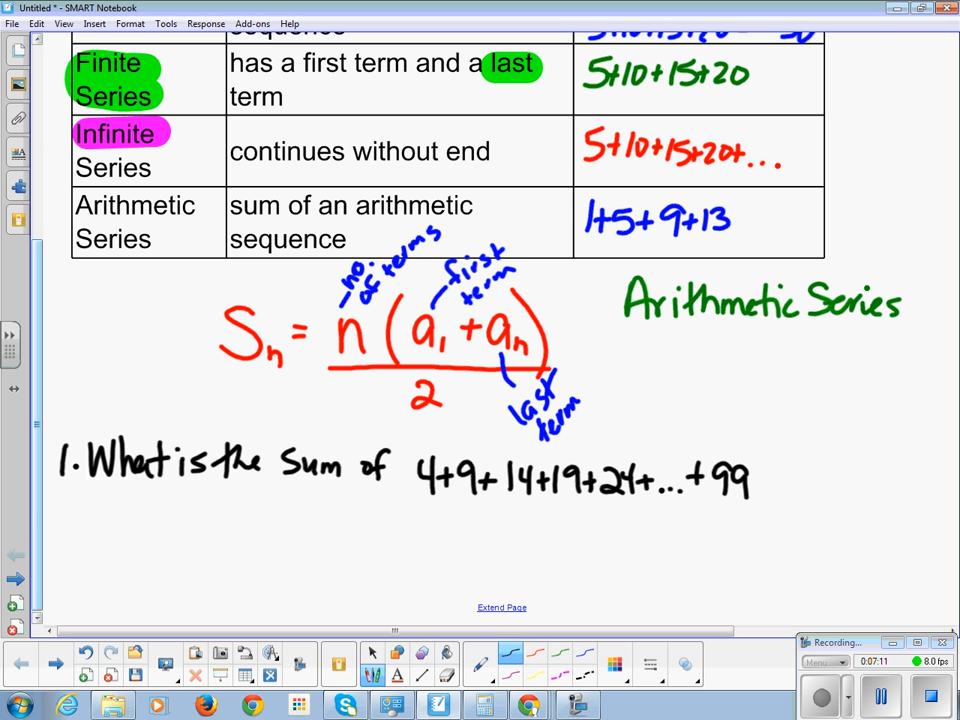 Untitled * - SMART Notebook
File Edit View Insert Format Tools Response Add-ons Help
sequence
Finite Series has a first term and a last term 5+10+15+20
Infinite Series continues without end 5+10+15+20+...
Arithmetic Series sum of an arithmetic sequence 1+5+9+13
no. of terms
first term
Arithmetic Series
Sn = n(a1 + an)
2
last term
1. What is the sum of 4+9+14+19+24+...+99
Extend Page
Recording...
Menu 0:07:11 8.0 fps